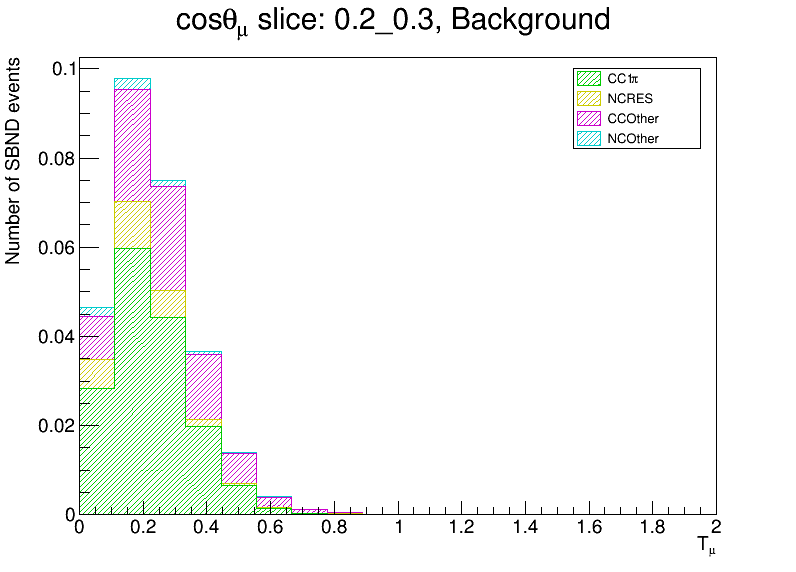 cosθμ slice: 0.2_0.3, Background
Number of SBND events
0.1
0.08
0.06
0.04
0.02
0
CC1π
NCRES
CCOther
NCOther
0 0.2 0.4 0.6 0.8 1 1.2 1.4 1.6 1.8 2
Tμ